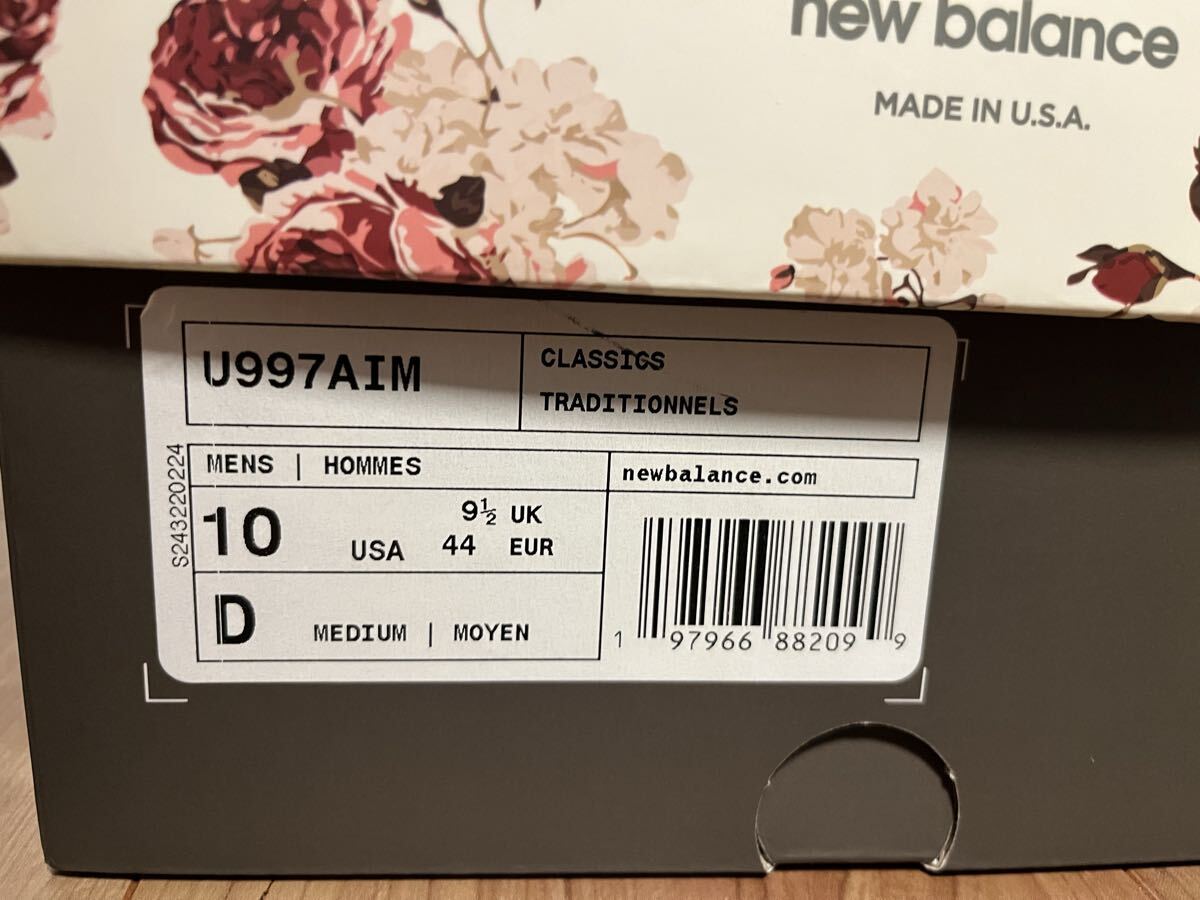 new balance
MADE IN U.S.A.
U997AIM
CLASSICS
TRADITIONNELS
S243220224
MENS | HOMMES
newbalance.com
10 USA
9½ UK
44 EUR
D MEDIUM | MOYEN
1 97966 88209 9